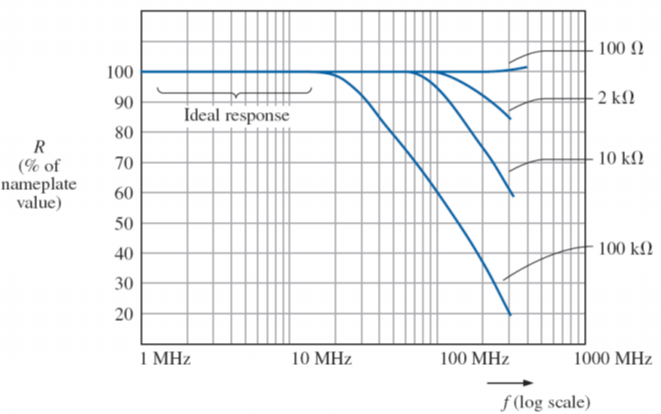 100 Ω
100
90
2 kΩ
Ideal response
80
R
(% of
nameplate
value)
70
10 kΩ
60
50
40
100 kΩ
30
20
1 MHz
10 MHz
100 MHz
1000 MHz
f (log scale)